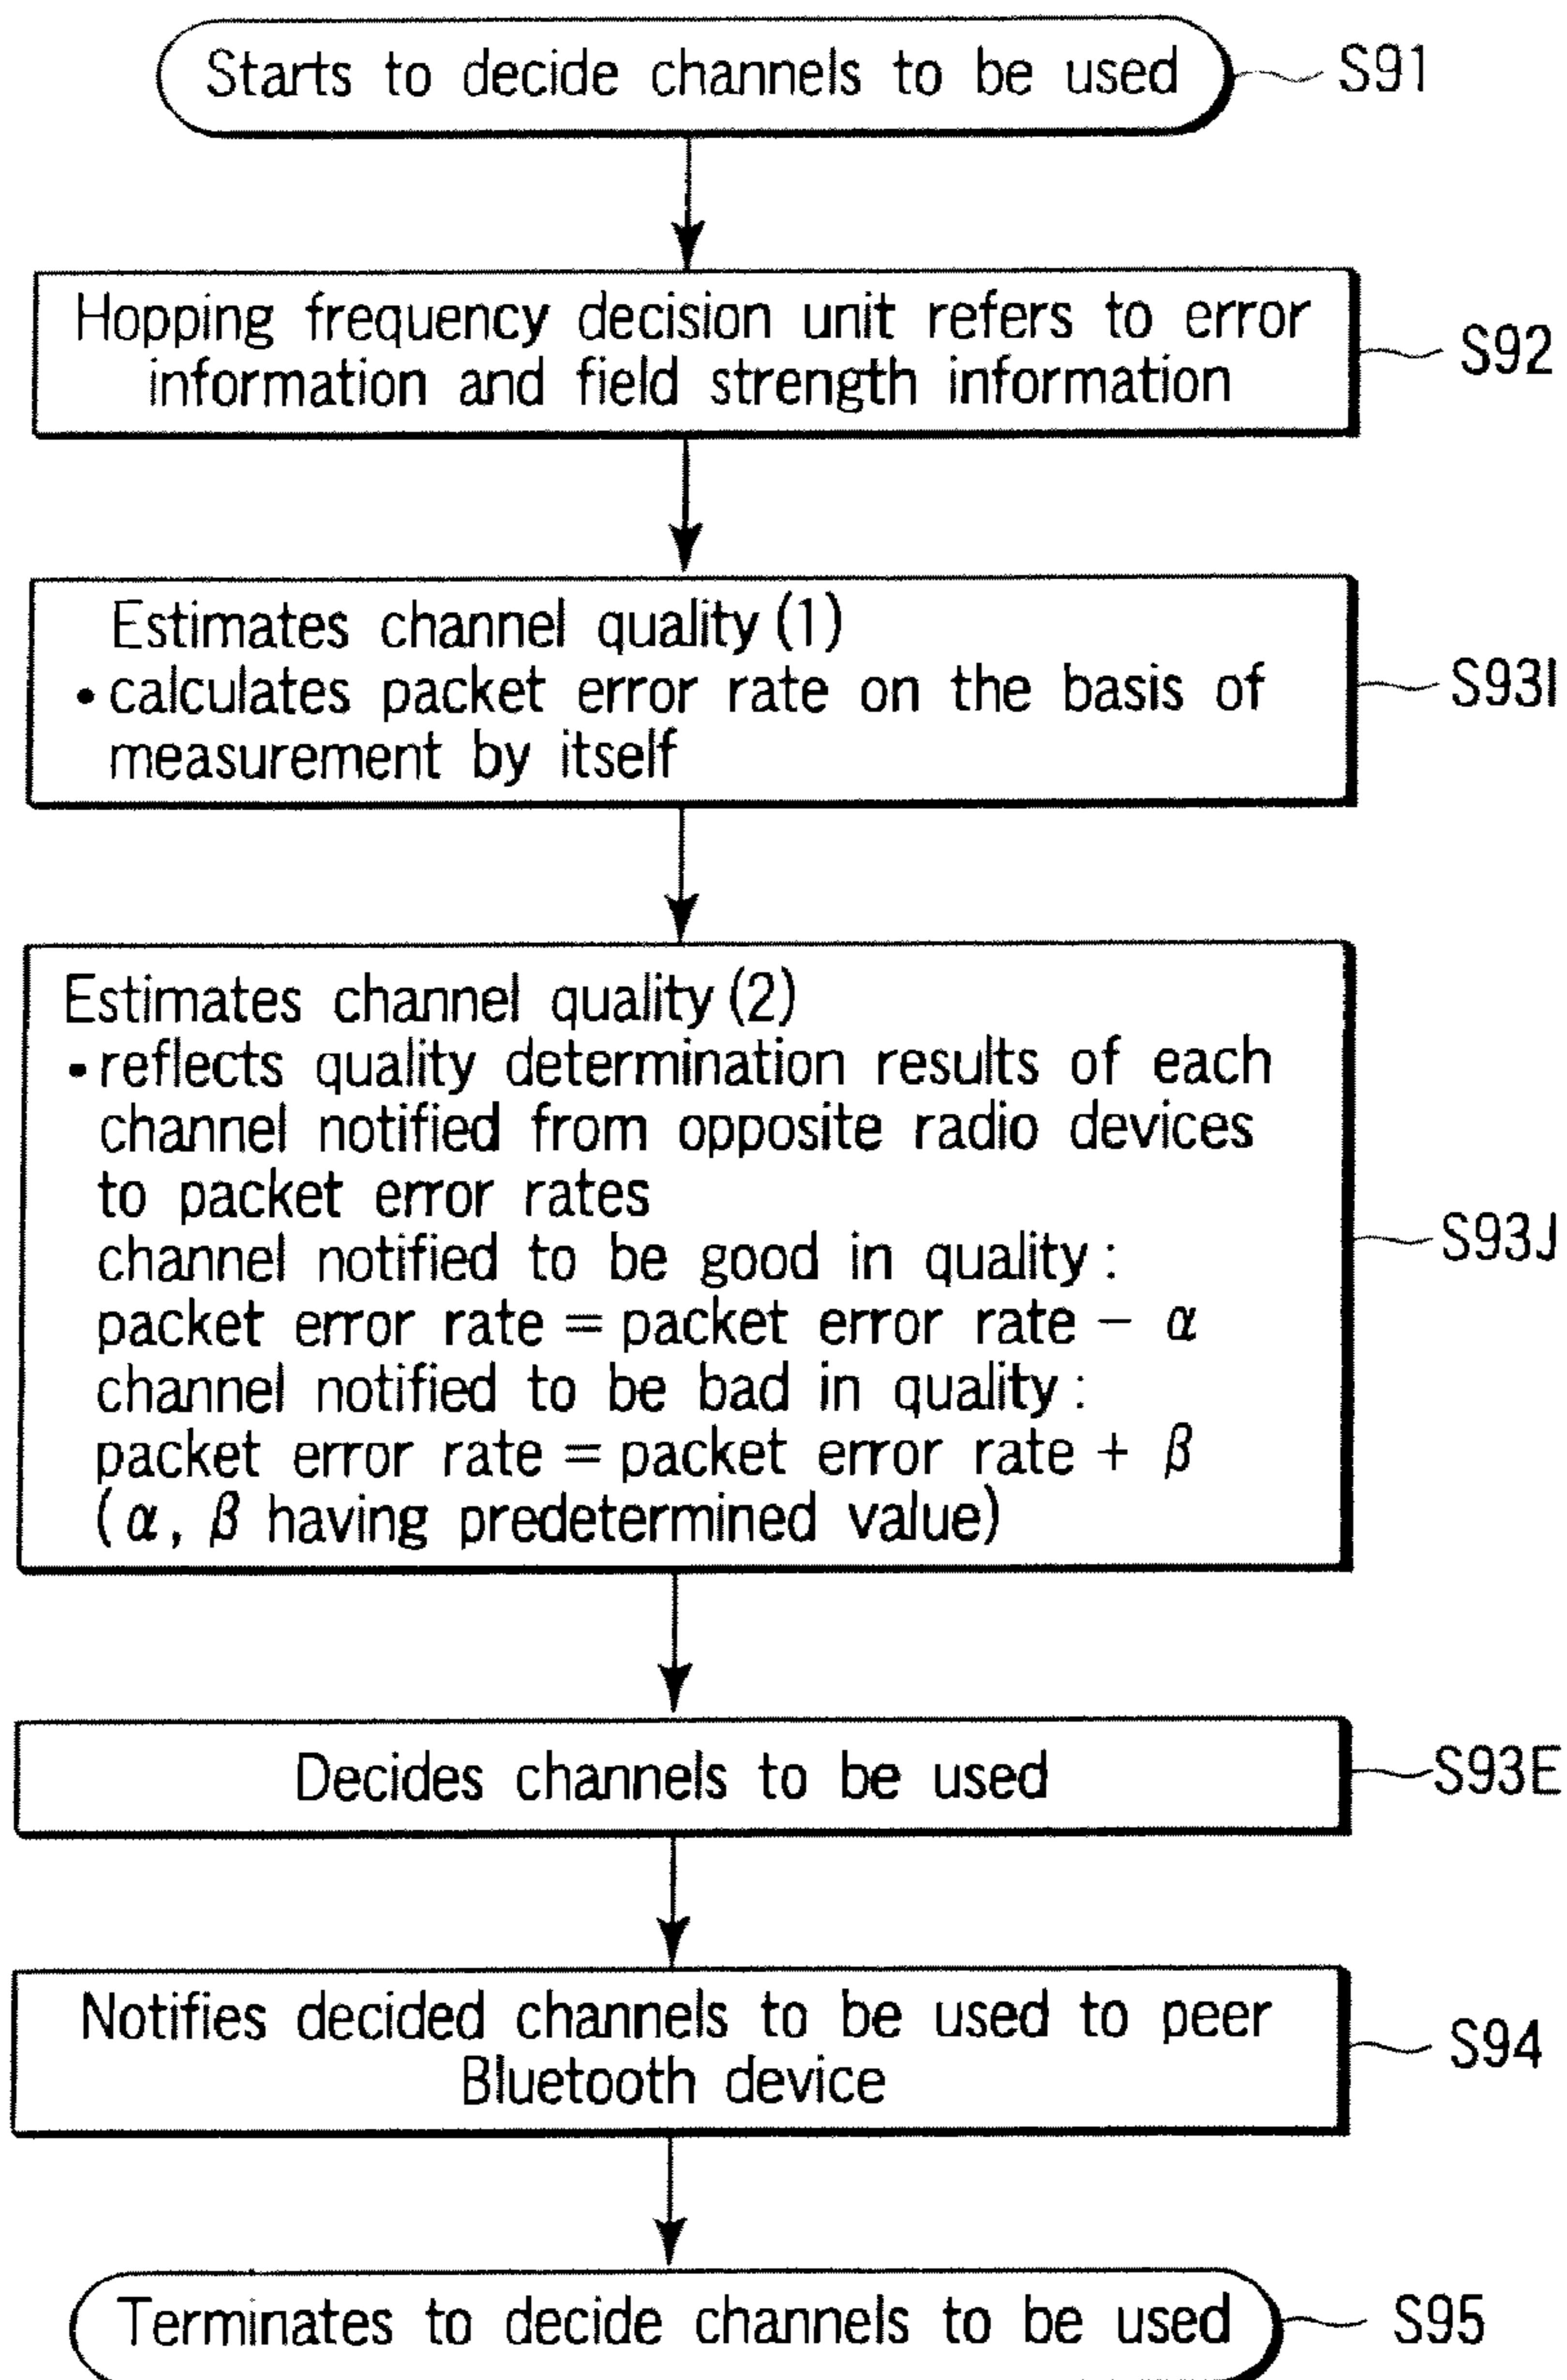 Starts to decide channels to be used
S91
Hopping frequency decision unit refers to error
information and field strength information
S92
Estimates channel quality (1)
• calculates packet error rate on the basis of
measurement by itself
S93I
Estimates channel quality (2)
• reflects quality determination results of each
channel notified from opposite radio devices
to packet error rates
channel notified to be good in quality :
packet error rate = packet error rate − α
channel notified to be bad in quality :
packet error rate = packet error rate + β
(α, β having predetermined value)
S93J
Decides channels to be used
S93E
Notifies decided channels to be used to peer
Bluetooth device
S94
Terminates to decide channels to be used
S95